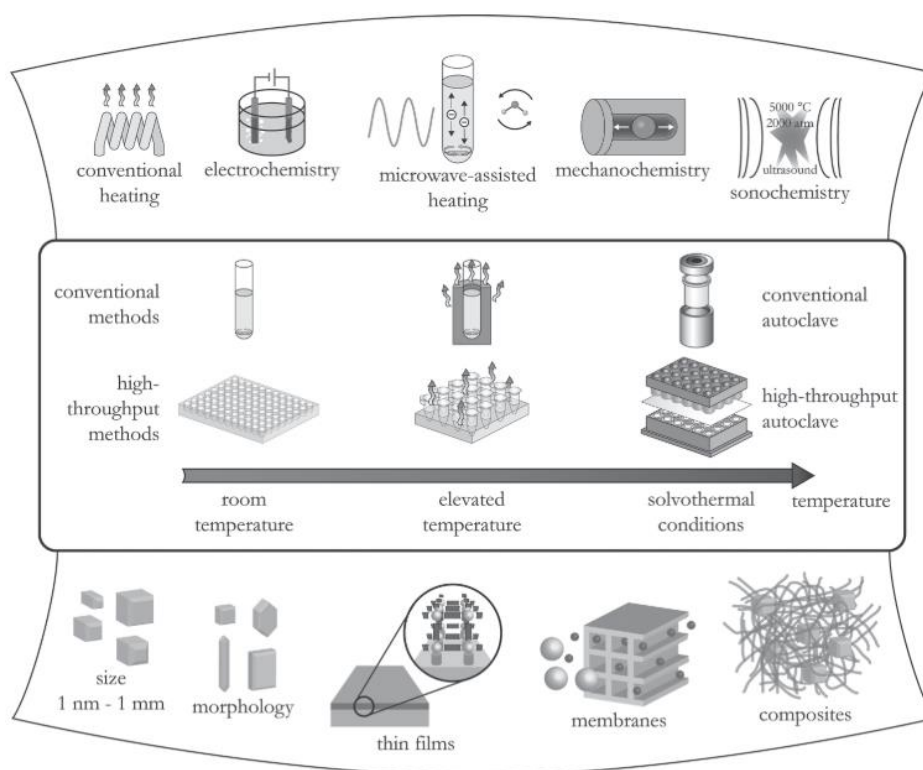 5000 °C
2000 atm
ultrasound
conventional
heating
electrochemistry
microwave-assisted
heating
mechanochemistry
sonochemistry
conventional
methods
conventional
autoclave
high-
throughput
methods
high-throughput
autoclave
room
temperature
elevated
temperature
solvothermal
conditions
temperature
size
1 nm - 1 mm
morphology
thin films
membranes
composites